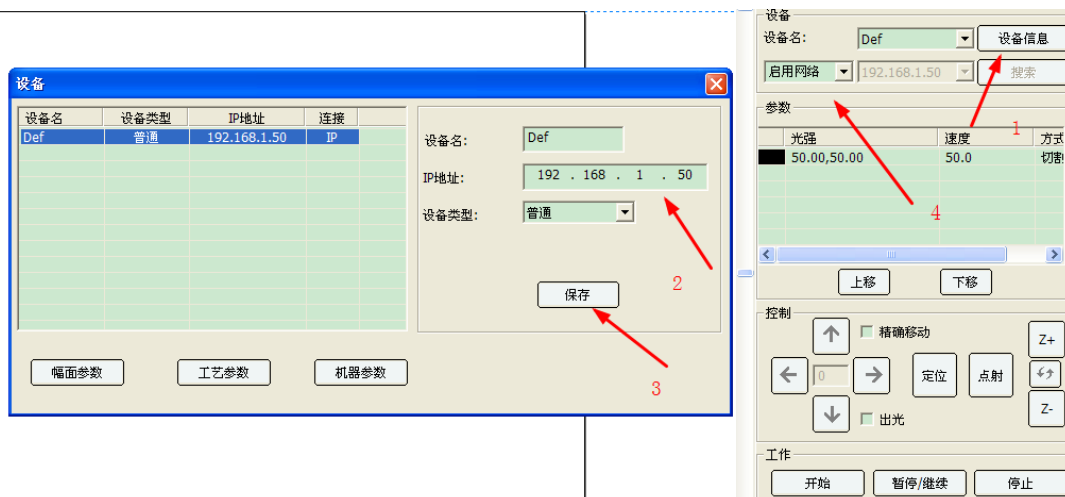 设备
设备名 设备类型 IP地址 连接
Def 普通 192.168.1.50 IP
设备名: Def
IP地址: 192 . 168 . 1 . 50
设备类型: 普通
2
保存
3
幅面参数 工艺参数 机器参数
设备
设备名: Def 设备信息
启用网络 192.168.1.50 搜索
参数
1
光强 速度 方式
50.00,50.00 50.0 切割
4
上移 下移
控制
精确移动
Z+
0
定位 点射
Z-
出光
工作
开始 暂停/继续 停止